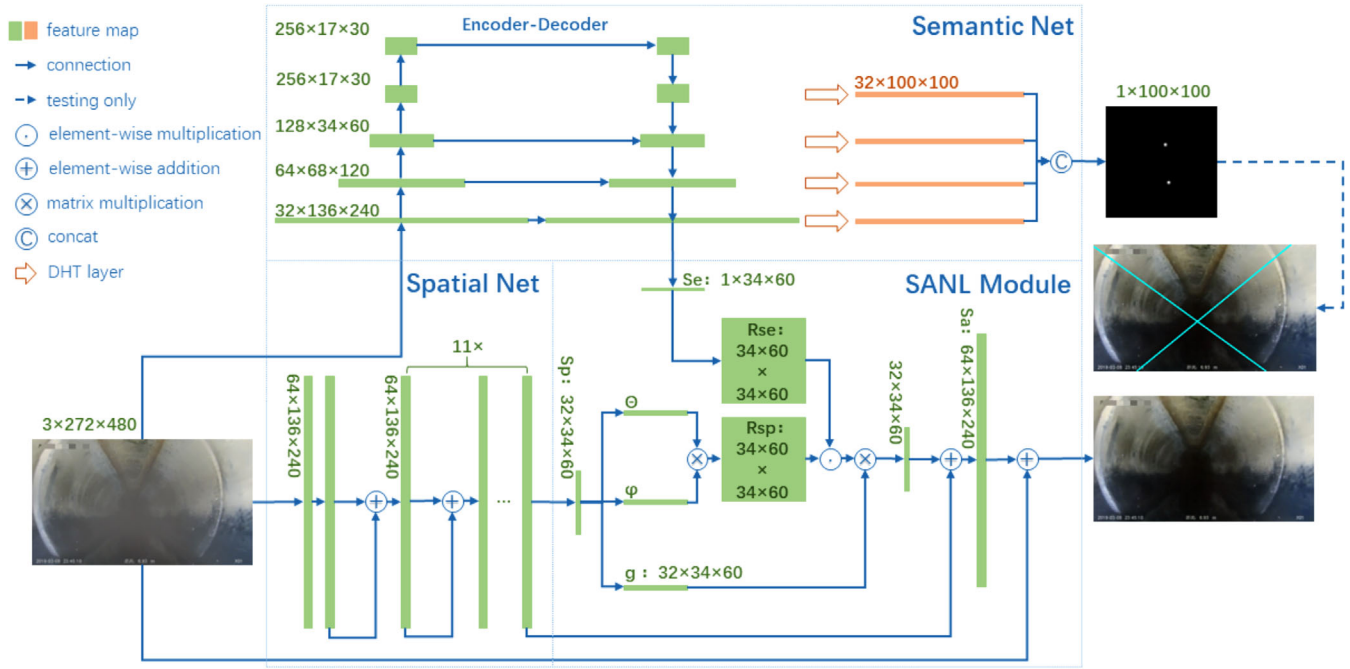 feature map
connection
testing only
element-wise multiplication
element-wise addition
matrix multiplication
C concat
DHT layer
Encoder-Decoder
Semantic Net
256×17×30
256×17×30
128×34×60
64×68×120
32×136×240
32×100×100
C
1×100×100
Spatial Net
SANL Module
Se: 1×34×60
11×
3×272×480
64×136×240
64×136×240
Sp: 32×34×60
Θ
φ
g : 32×34×60
Rse:
34×60
×
34×60
Rsp:
34×60
×
34×60
32×34×60
Sa: 64×136×240
...